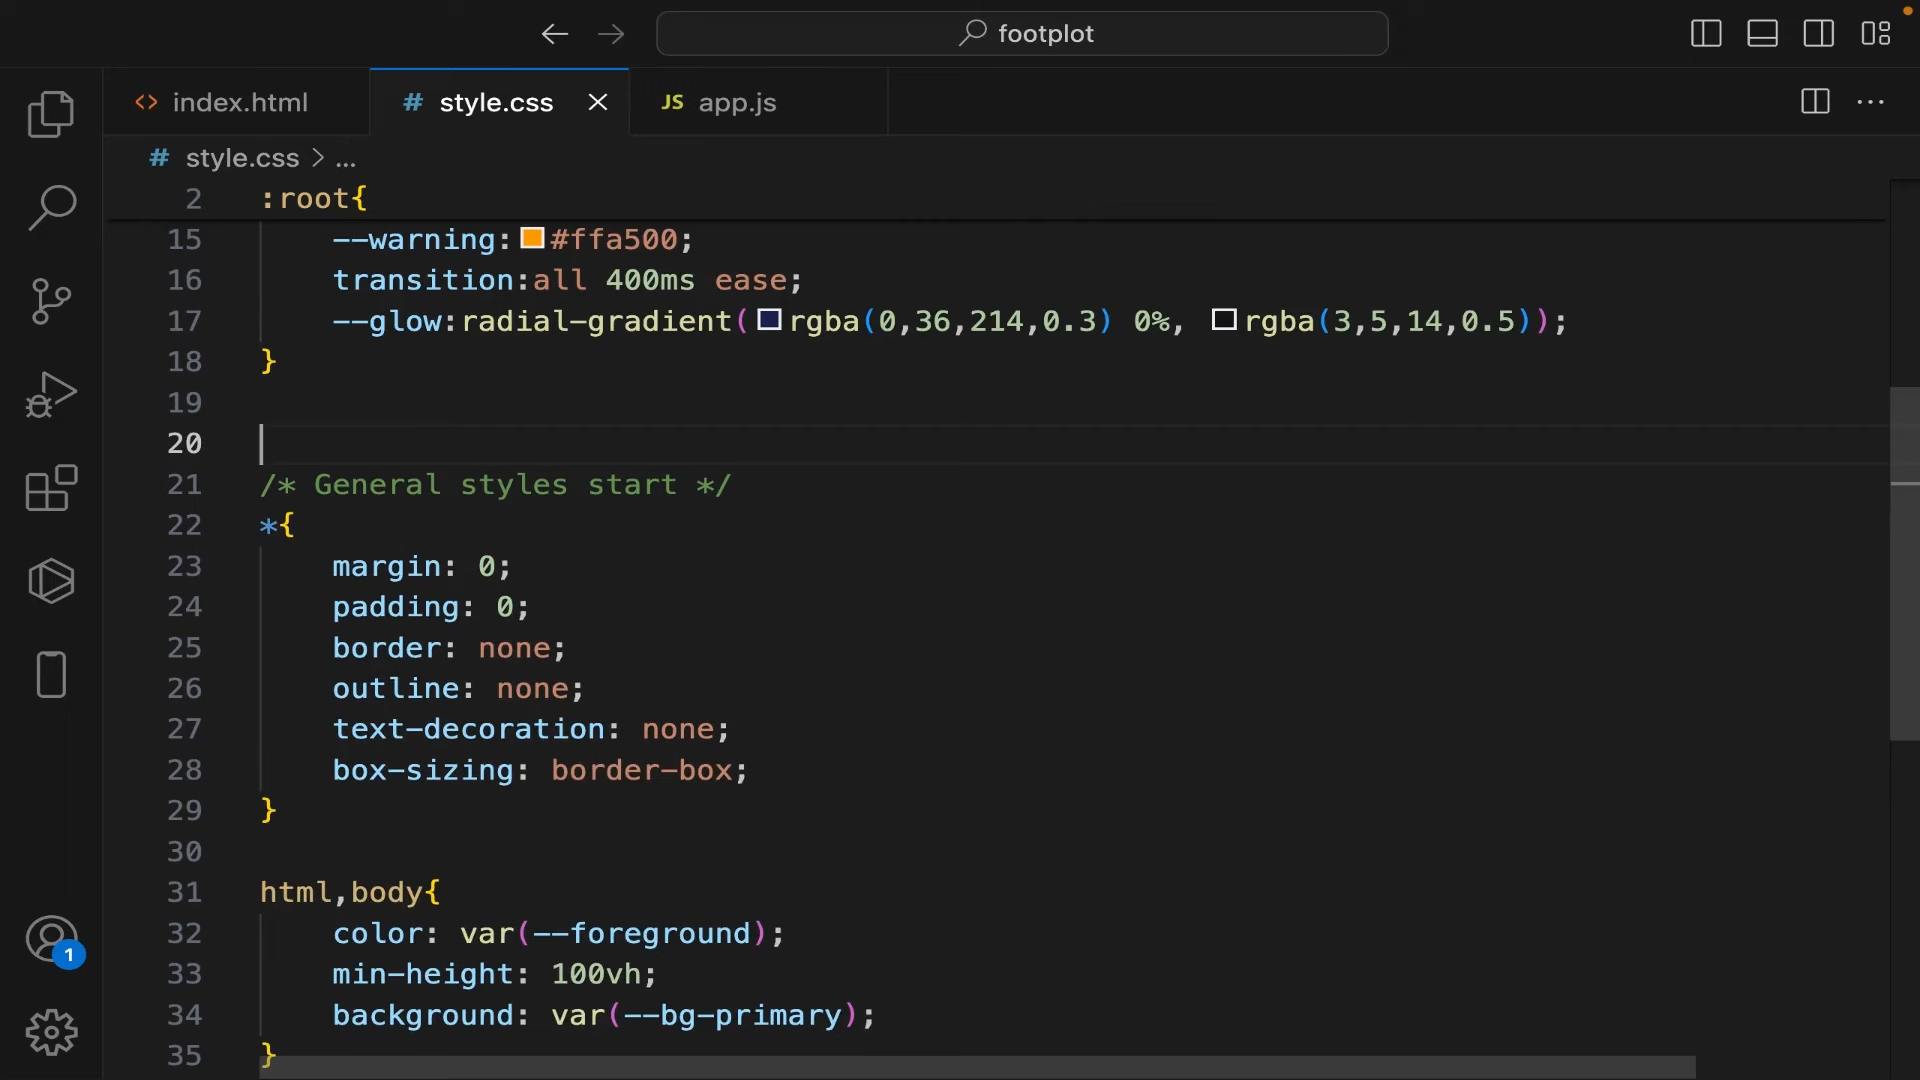 footplot
<> index.html
# style.css
JS app.js
# style.css > ...
2 :root{
15 --warning:#ffa500;
16 transition:all 400ms ease;
17 --glow:radial-gradient(rgba(0,36,214,0.3) 0%, rgba(3,5,14,0.5));
18 }
19
20
21 /* General styles start */
22 *{
23 margin: 0;
24 padding: 0;
25 border: none;
26 outline: none;
27 text-decoration: none;
28 box-sizing: border-box;
29 }
30
31 html,body{
32 color: var(--foreground);
33 min-height: 100vh;
34 background: var(--bg-primary);
35 }
1